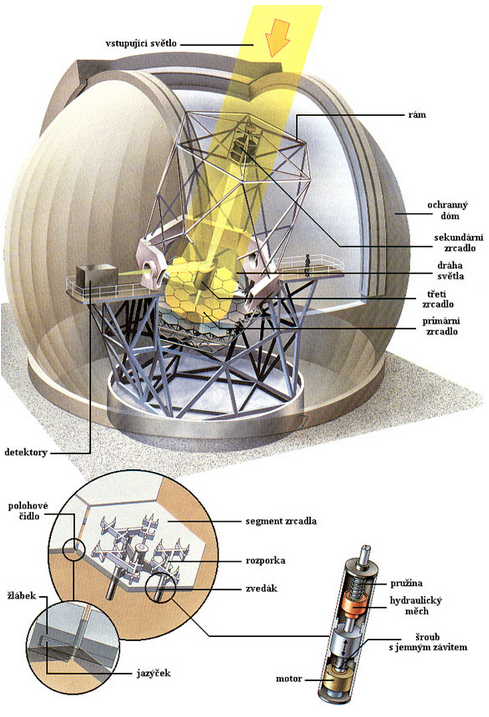 vstupující světlo
rám
ochranný
dóm
sekundární
zrcadlo
dráha
světla
třetí
zrcadlo
primární
zrcadlo
detektory
polohové
čidlo
segment zrcadla
rozporka
zvedák
žlábek
jazýček
pružina
hydraulický
měch
šroub
s jemným závitem
motor